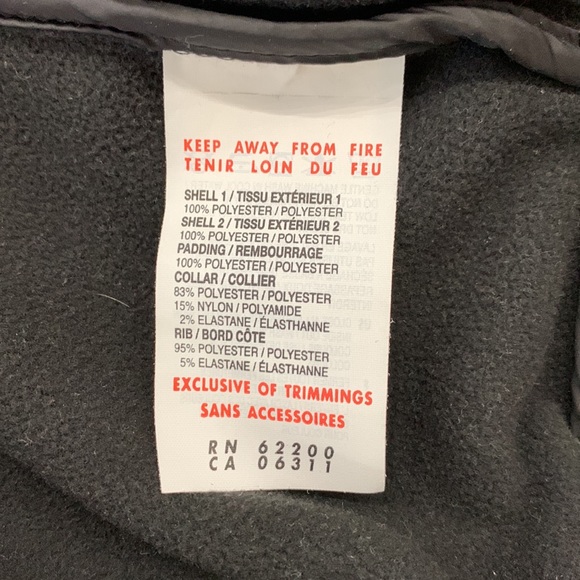 KEEP AWAY FROM FIRE
TENIR LOIN DU FEU
SHELL 1 / TISSU EXTÉRIEUR 1
100% POLYESTER / POLYESTER
SHELL 2 / TISSU EXTÉRIEUR 2
100% POLYESTER / POLYESTER
PADDING / REMBOURRAGE
100% POLYESTER / POLYESTER
COLLAR / COLLIER
83% POLYESTER / POLYESTER
15% NYLON / POLYAMIDE
2% ELASTANE / ÉLASTHANNE
RIB / BORD CÔTE
95% POLYESTER / POLYESTER
5% ELASTANE / ÉLASTHANNE
EXCLUSIVE OF TRIMMINGS
SANS ACCESSOIRES
RN 62200
CA 06311